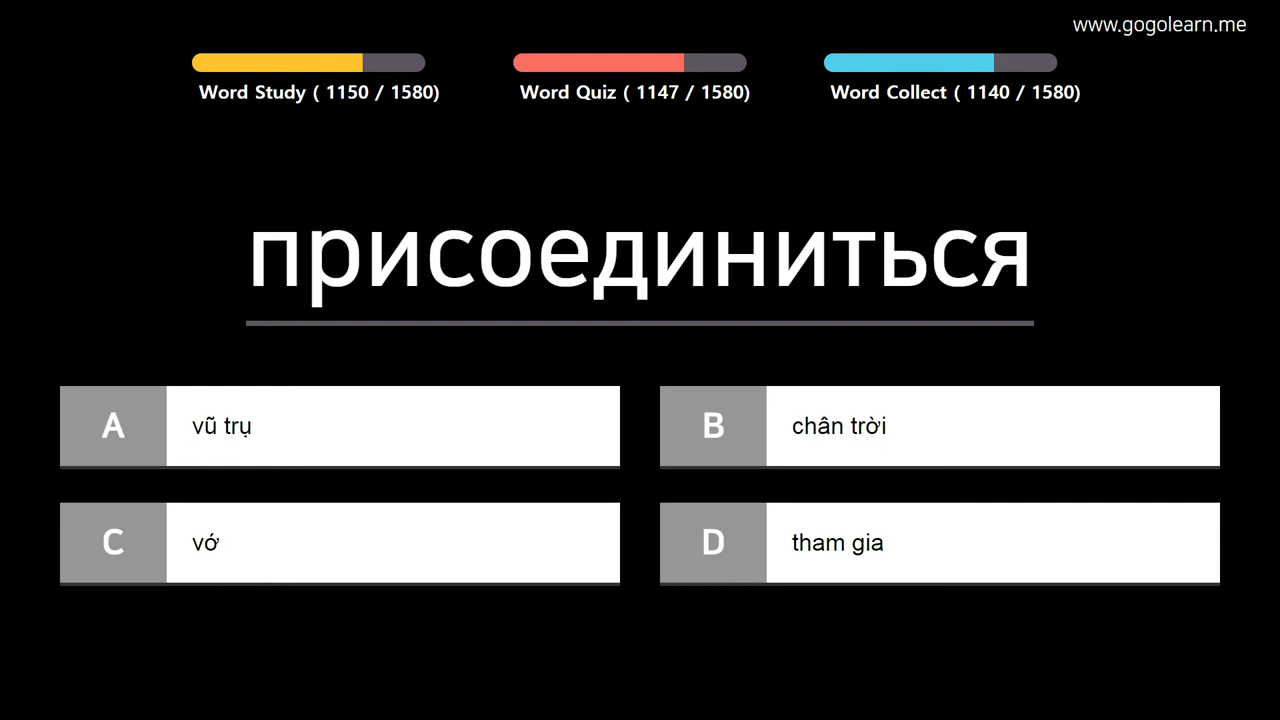 www.gogolearn.me
Word Study ( 1150 / 1580)
Word Quiz ( 1147 / 1580)
Word Collect ( 1140 / 1580)
присоединиться
A vũ trụ
B chân trời
C vớ
D tham gia